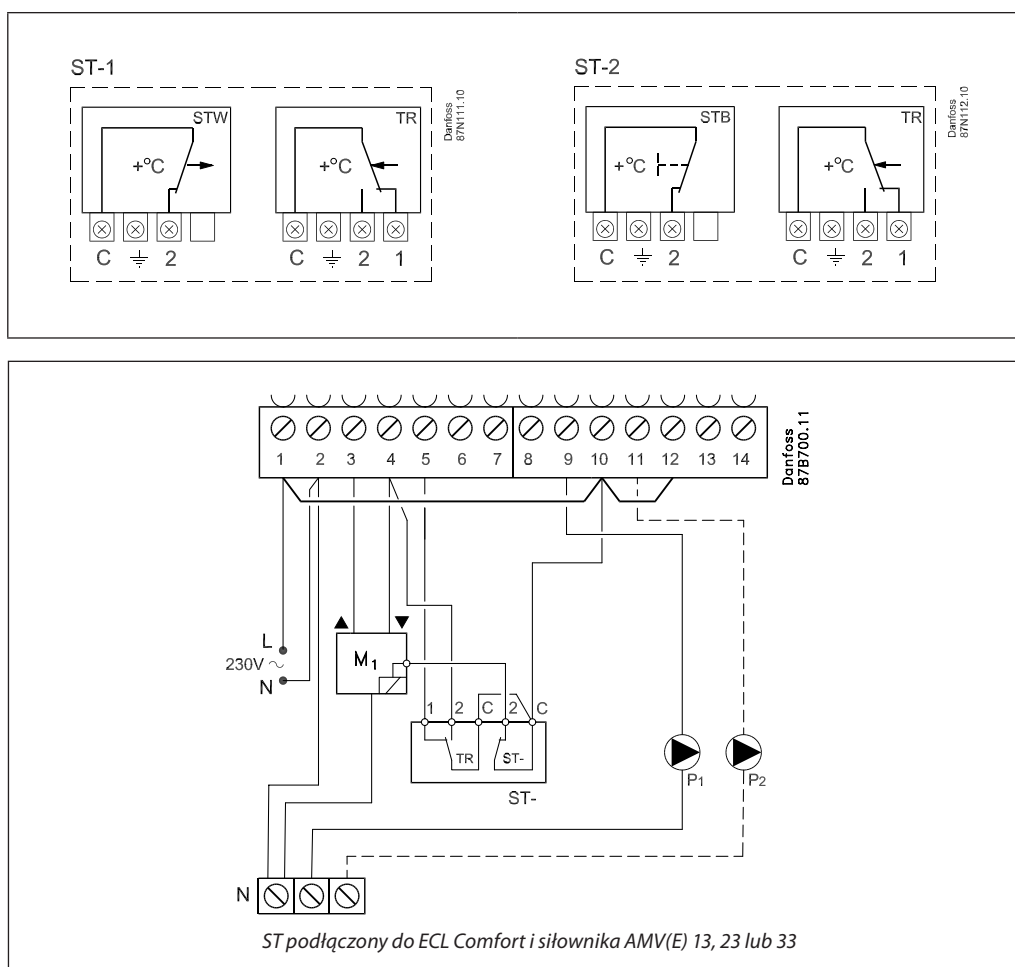 ST-1
STW
+°C
C 2
TR
+°C
C 2 1
Danfoss
87N111.10
ST-2
STB
+°C
C 2
TR
+°C
C 2 1
Danfoss
87N112.10
1 2 3 4 5 6 7 8 9 10 11 12 13 14
Danfoss
87B700.11
L
230V ~
N
M1
1 2 C 2 C
TR ST-
ST-
P1 P2
N
ST podłączony do ECL Comfort i siłownika AMV(E) 13, 23 lub 33